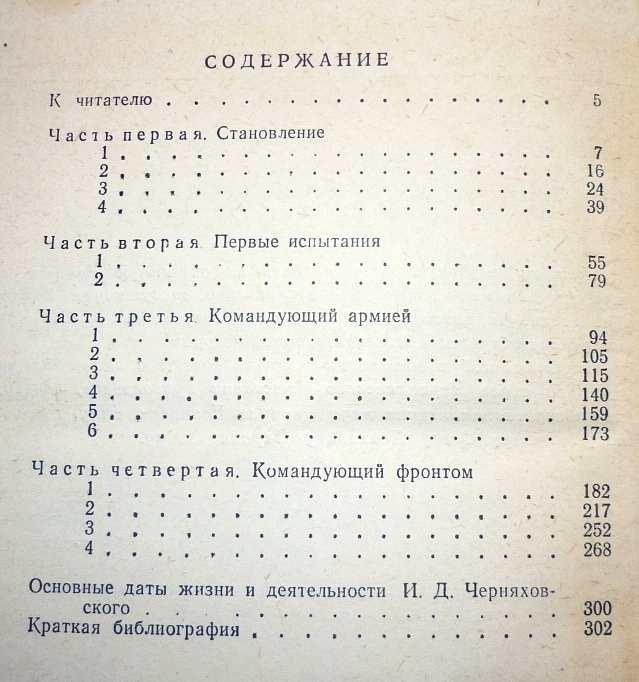 СОДЕРЖАНИЕ
К читателю . . . . . . . . . . . . . . . . . 5
Часть первая. Становление
1 . . . . . . . . . . . . . . . . . . . 7
2 . . . . . . . . . . . . . . . . . . . 16
3 . . . . . . . . . . . . . . . . . . . 24
4 . . . . . . . . . . . . . . . . . . . 39
Часть вторая. Первые испытания
1 . . . . . . . . . . . . . . . . . . . 55
2 . . . . . . . . . . . . . . . . . . . 79
Часть третья. Командующий армией
1 . . . . . . . . . . . . . . . . . . . 94
2 . . . . . . . . . . . . . . . . . . . 105
3 . . . . . . . . . . . . . . . . . . . 115
4 . . . . . . . . . . . . . . . . . . . 140
5 . . . . . . . . . . . . . . . . . . . 159
6 . . . . . . . . . . . . . . . . . . . 173
Часть четвертая. Командующий фронтом
1 . . . . . . . . . . . . . . . . . . . 182
2 . . . . . . . . . . . . . . . . . . . 217
3 . . . . . . . . . . . . . . . . . . . 252
4 . . . . . . . . . . . . . . . . . . . 268
Основные даты жизни и деятельности И. Д. Черняхов-
ского . . . . . . . . . . . . . . . . . 300
Краткая библиография . . . . . . . . . . . . 302